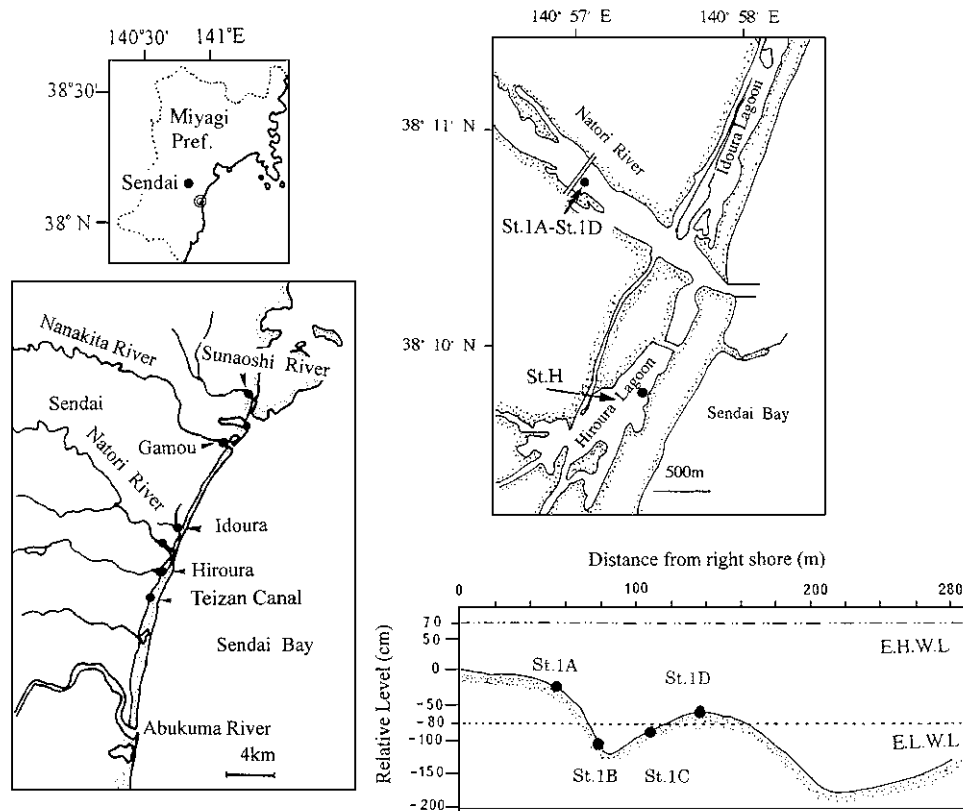 140° 30' 141°E
38°30'
Miyagi
Pref.
Sendai
38° N
Nanakita River
Sunaoshi River
Sendai
Gamou
Natori River
Idoura
Hiroura
Teizan Canal
Sendai Bay
Abukuma River
4km
140° 57' E 140° 58' E
38° 11' N
Natori River
Idoura Lagoon
St.1A-St.1D
38° 10' N
St.H
Hiroura Lagoon
Sendai Bay
500m
Distance from right shore (m)
0 100 200 280
Relative Level (cm)
70
50
0
-50
-80
-100
-150
-200
E.H.W.L
St.1A
St.1D
E.L.W.L
St.1B St.1C